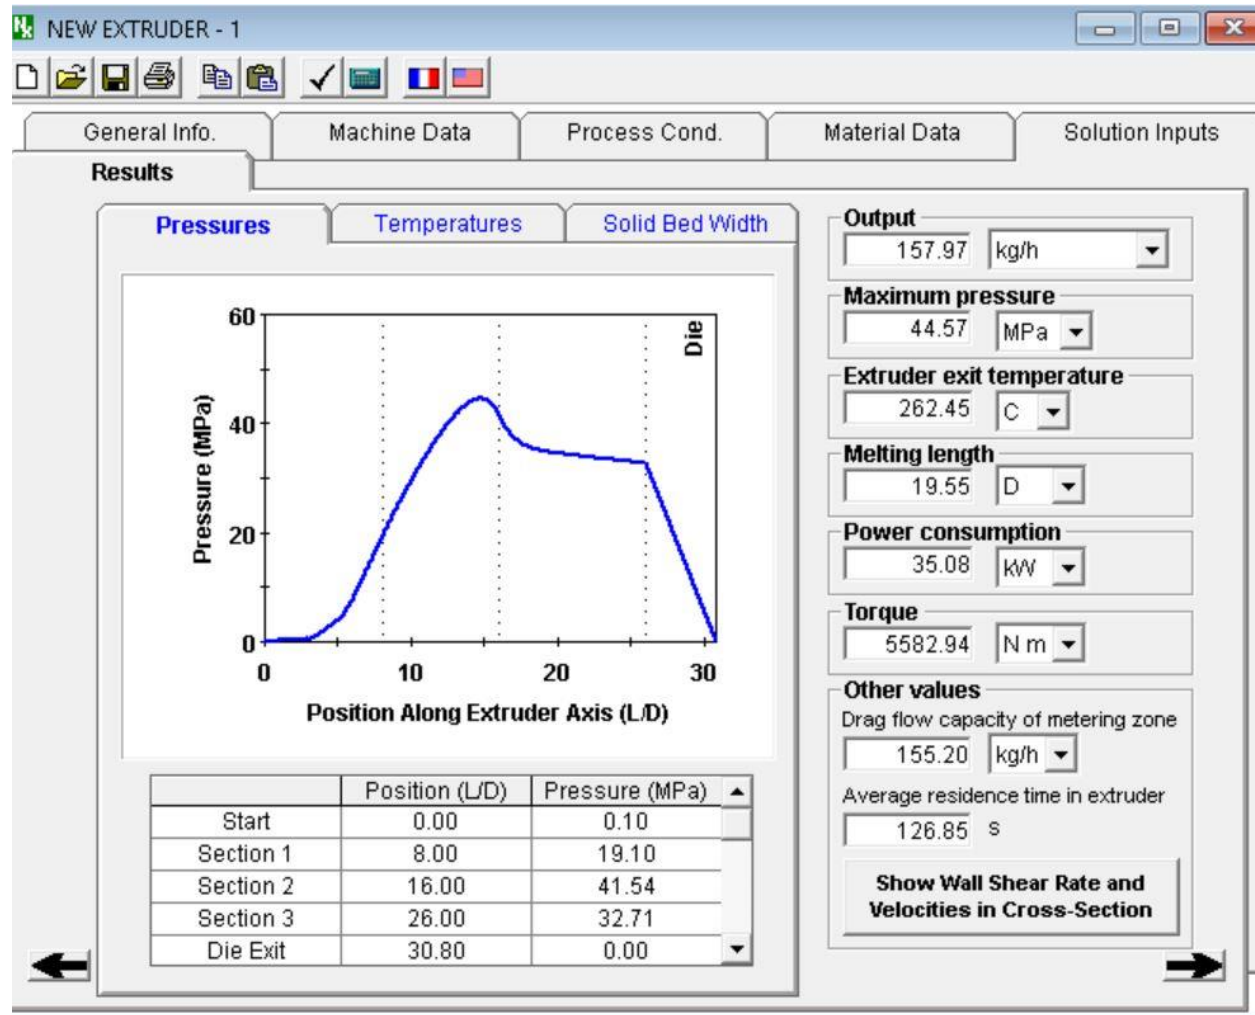 NEW EXTRUDER - 1
General Info.
Machine Data
Process Cond.
Material Data
Solution Inputs
Results
Pressures
Temperatures
Solid Bed Width
60
40
20
0
Pressure (MPa)
Die
0 10 20 30
Position Along Extruder Axis (L/D)
Position (L/D) Pressure (MPa)
Start 0.00 0.10
Section 1 8.00 19.10
Section 2 16.00 41.54
Section 3 26.00 32.71
Die Exit 30.80 0.00
Output
157.97 kg/h
Maximum pressure
44.57 MPa
Extruder exit temperature
262.45 C
Melting length
19.55 D
Power consumption
35.08 kW
Torque
5582.94 N m
Other values
Drag flow capacity of metering zone
155.20 kg/h
Average residence time in extruder
126.85 s
Show Wall Shear Rate and
Velocities in Cross-Section